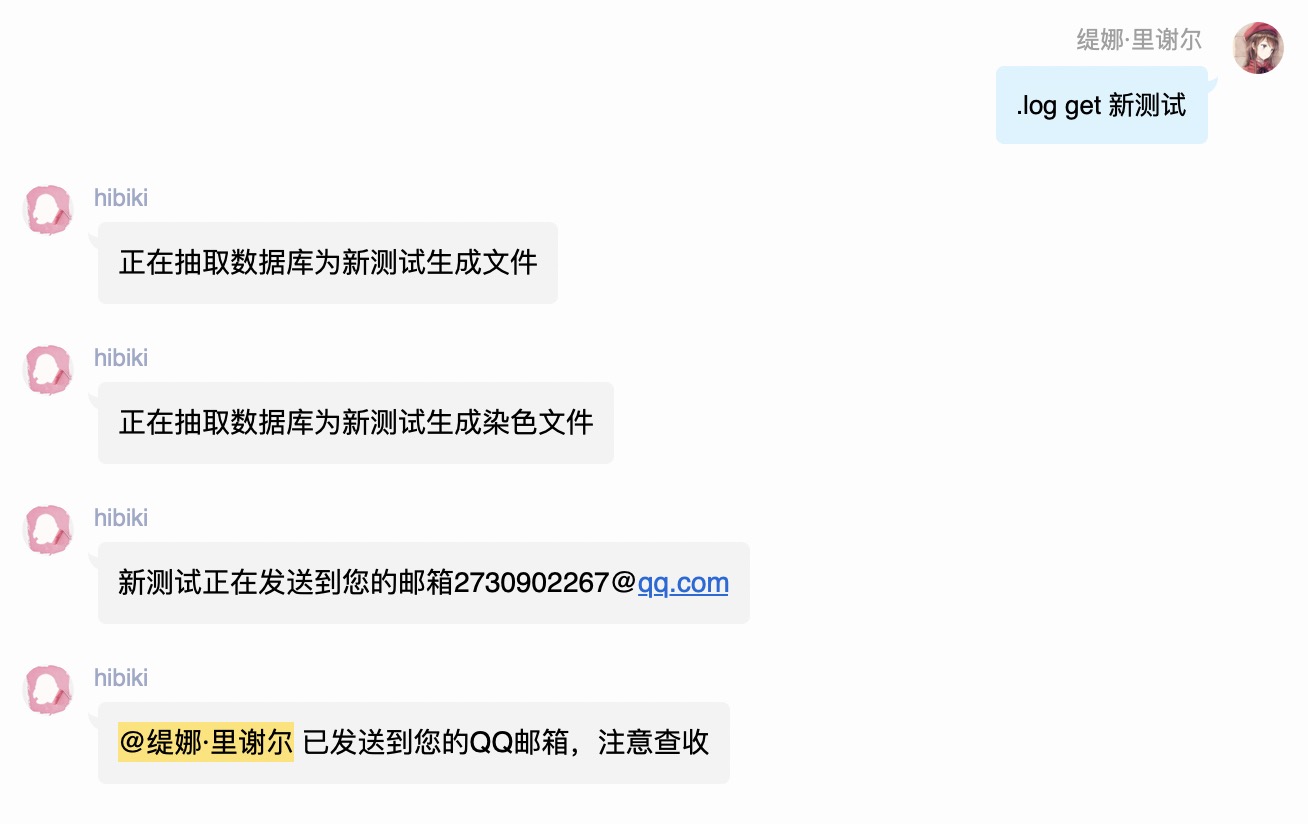 缇娜·里谢尔
.log get 新测试
hibiki
正在抽取数据库为新测试生成文件
hibiki
正在抽取数据库为新测试生成染色文件
hibiki
新测试正在发送到您的邮箱2730902267@qq.com
hibiki
@缇娜·里谢尔 已发送到您的QQ邮箱，注意查收